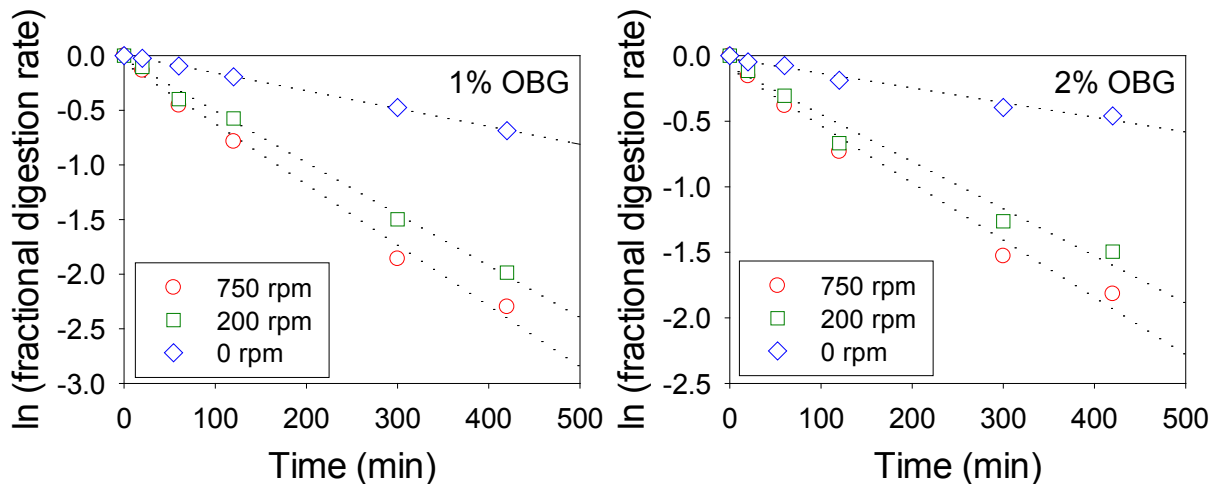 ln (fractional digestion rate)
0.0
-0.5
-1.0
-1.5
-2.0
-2.5
-3.0
1% OBG
750 rpm
200 rpm
0 rpm
0 100 200 300 400 500
Time (min)
ln (fractional digestion rate)
0.0
-0.5
-1.0
-1.5
-2.0
-2.5
2% OBG
750 rpm
200 rpm
0 rpm
0 100 200 300 400 500
Time (min)